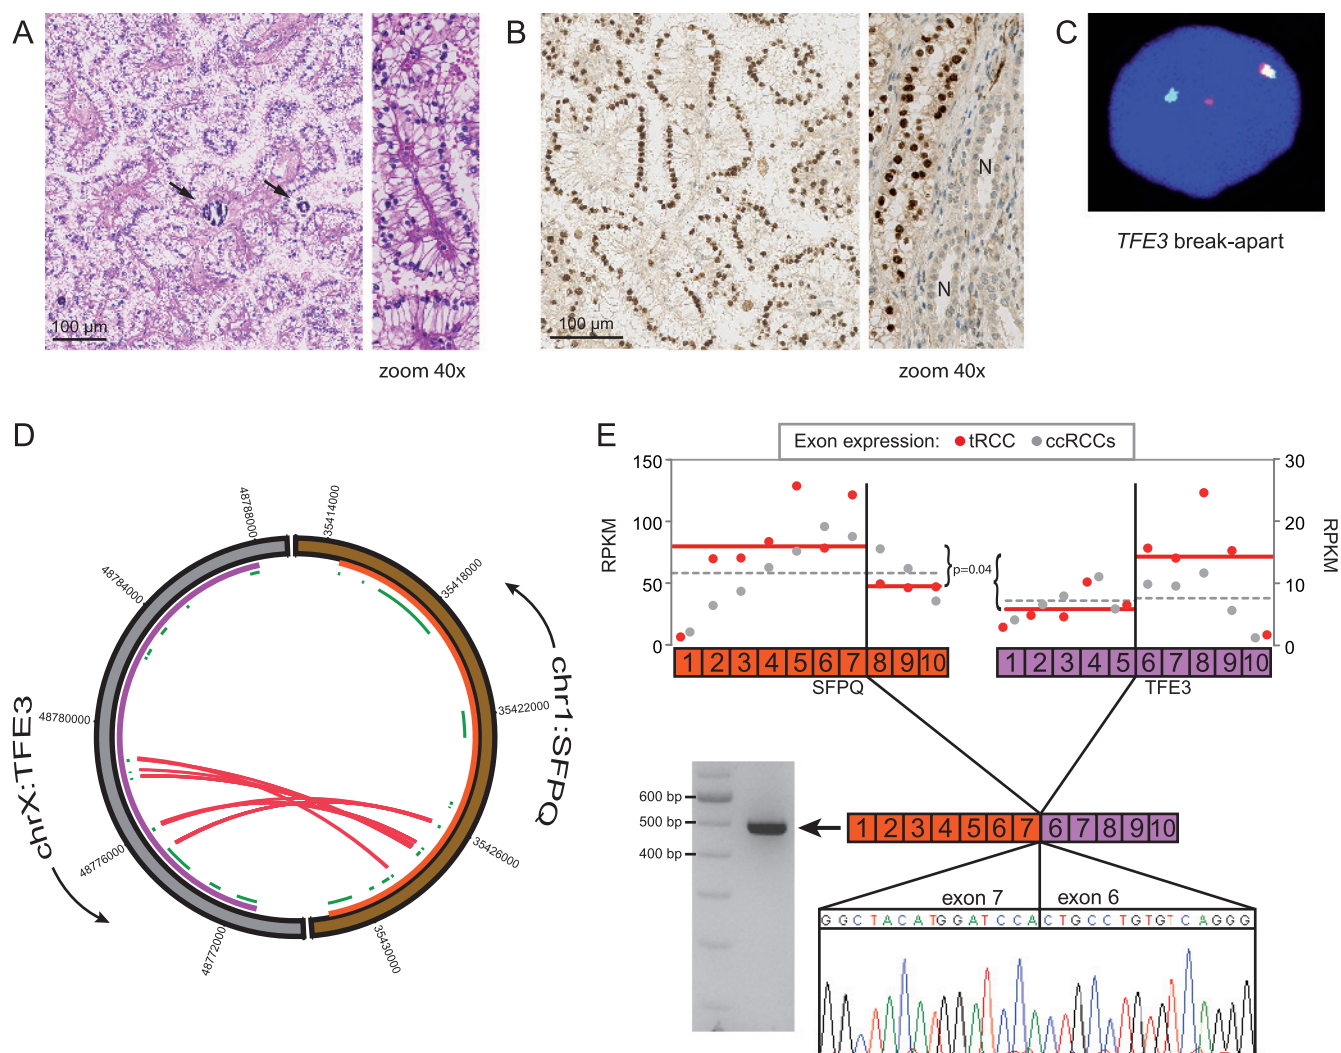 A
B
C
100 µm
zoom 40x
100 µm
N
N
zoom 40x
TFE3 break-apart
D
48788000
35414000
48784000
35418000
48780000
35422000
48776000
35426000
48772000
35430000
chrX:TFE3
chr1:SFPQ
E
Exon expression: tRCC ccRCCs
150
100
50
0
RPKM
30
20
10
0
RPKM
p=0.04
1 2 3 4 5 6 7 8 9 10
SFPQ
1 2 3 4 5 6 7 8 9 10
TFE3
600 bp
500 bp
400 bp
1 2 3 4 5 6 7 6 7 8 9 10
exon 7 exon 6
G G C T A C A T G G A T C C A C T G C C T G T G T C A G G G